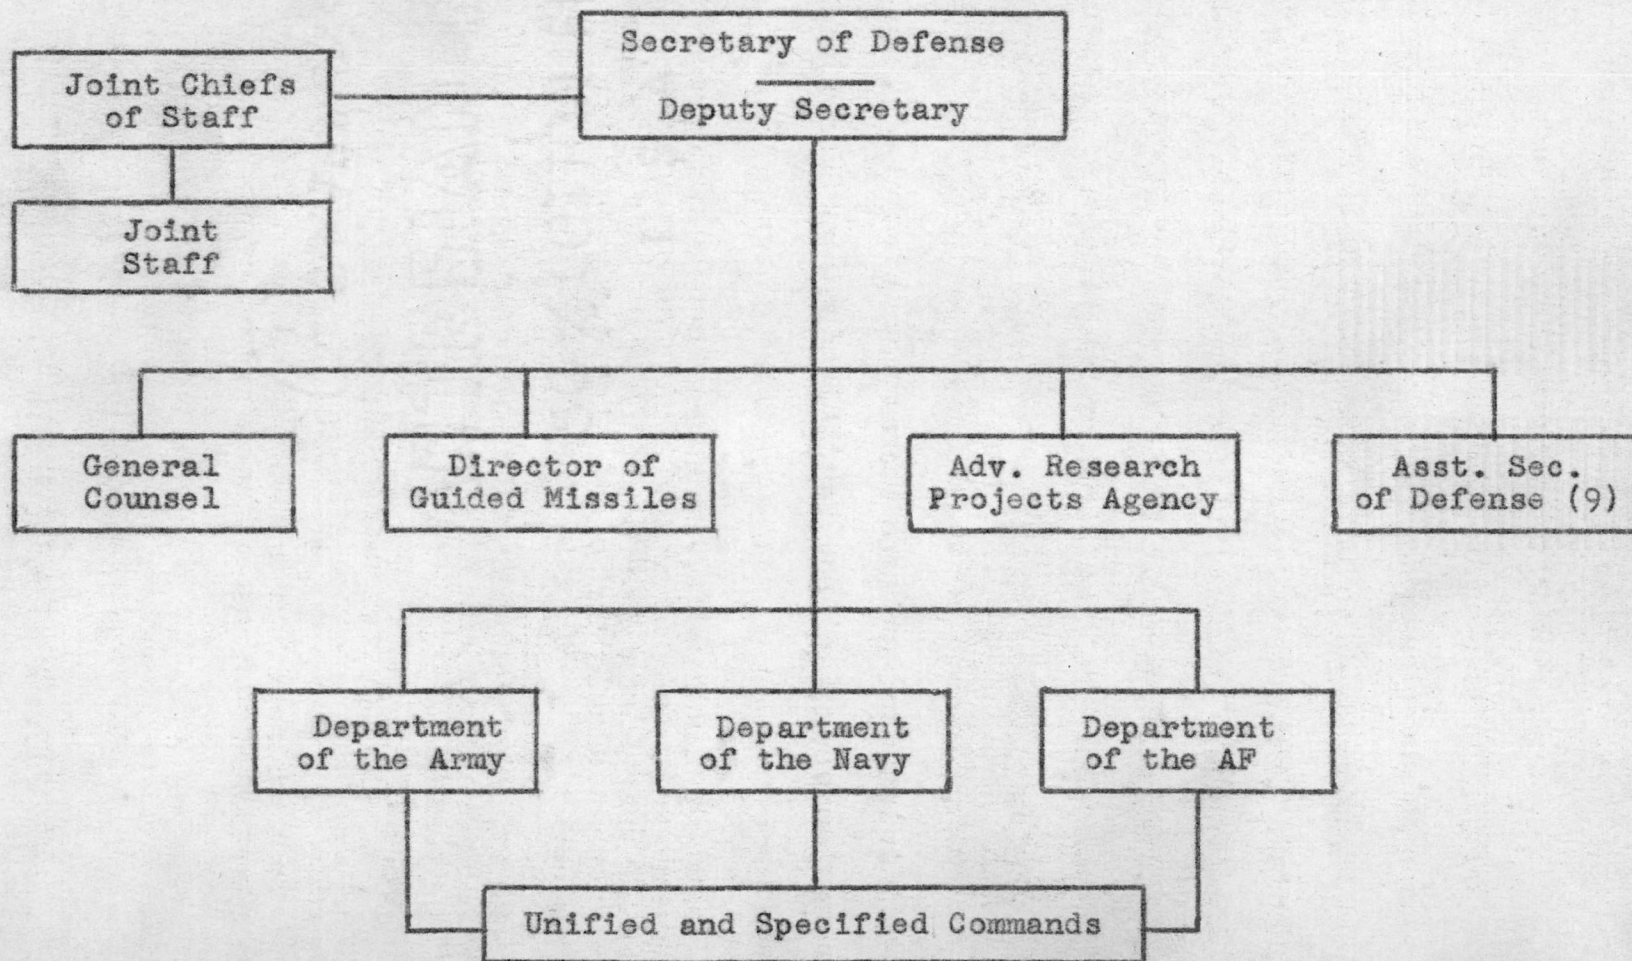 Secretary of Defense
Deputy Secretary
Joint Chiefs
of Staff
Joint
Staff
General
Counsel
Director of
Guided Missiles
Adv. Research
Projects Agency
Asst. Sec.
of Defense (9)
Department
of the Army
Department
of the Navy
Department
of the AF
Unified and Specified Commands